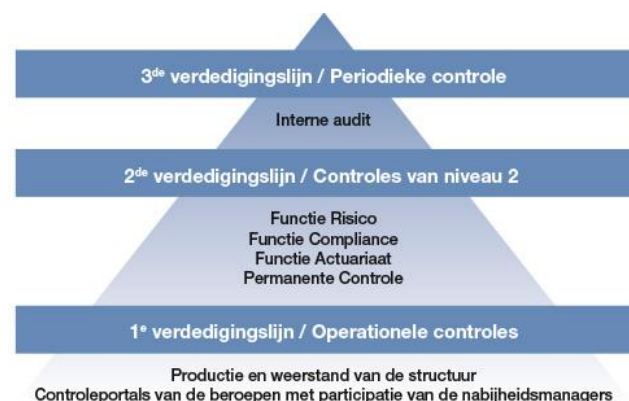 3de verdedigingslijn / Periodieke controle
Interne audit
2de verdedigingslijn / Controles van niveau 2
Functie Risico
Functie Compliance
Functie Actuariaat
Permanente Controle
1e verdedigingslijn / Operationele controles
Productie en weerstand van de structuur
Controleportals van de beroepen met participatie van de nabijheidsmanagers